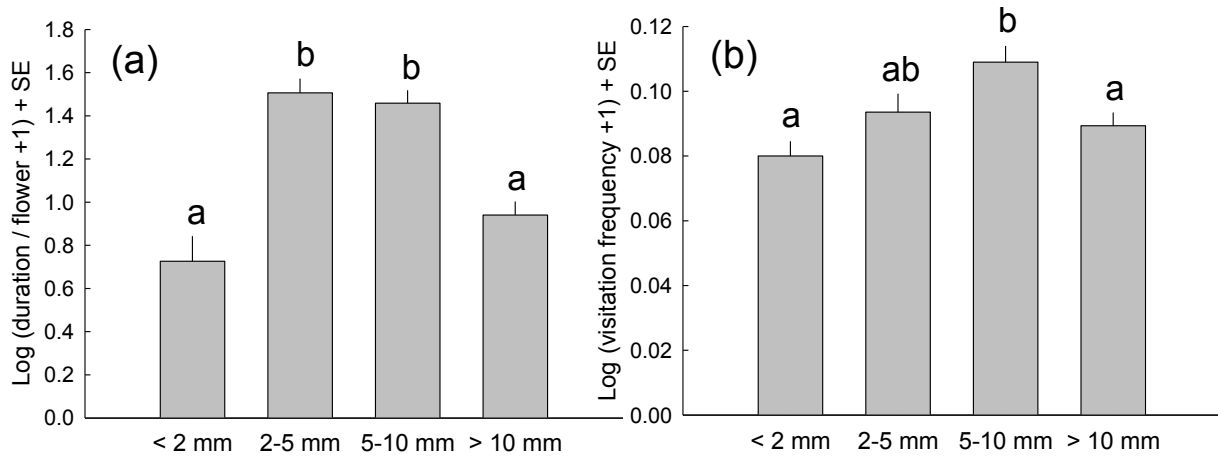 (a)
Log (duration / flower +1) + SE
1.8
1.6
1.4
1.2
1.0
0.8
0.6
0.4
0.2
0.0
a
b
b
a
< 2 mm
2-5 mm
5-10 mm
> 10 mm
(b)
Log (visitation frequency +1) + SE
0.12
0.10
0.08
0.06
0.04
0.02
0.00
a
ab
b
a
< 2 mm
2-5 mm
5-10 mm
> 10 mm